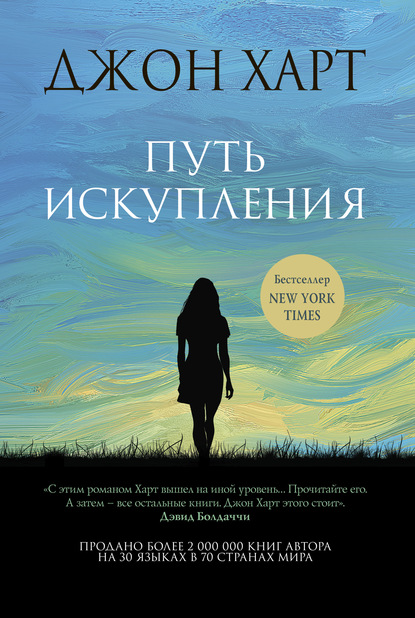 ДЖОН ХАРТ
ПУТЬ
ИСКУПЛЕНИЯ
Бестселлер
NEW YORK
TIMES
«С этим романом Харт вышел на иной уровень... Прочитайте его.
А затем – все остальные книги. Джон Харт этого стоит».
Дэвид Болдаччи
ПРОДАНО БОЛЕЕ 2 000 000 КНИГ АВТОРА
НА 30 ЯЗЫКАХ В 70 СТРАНАХ МИРА